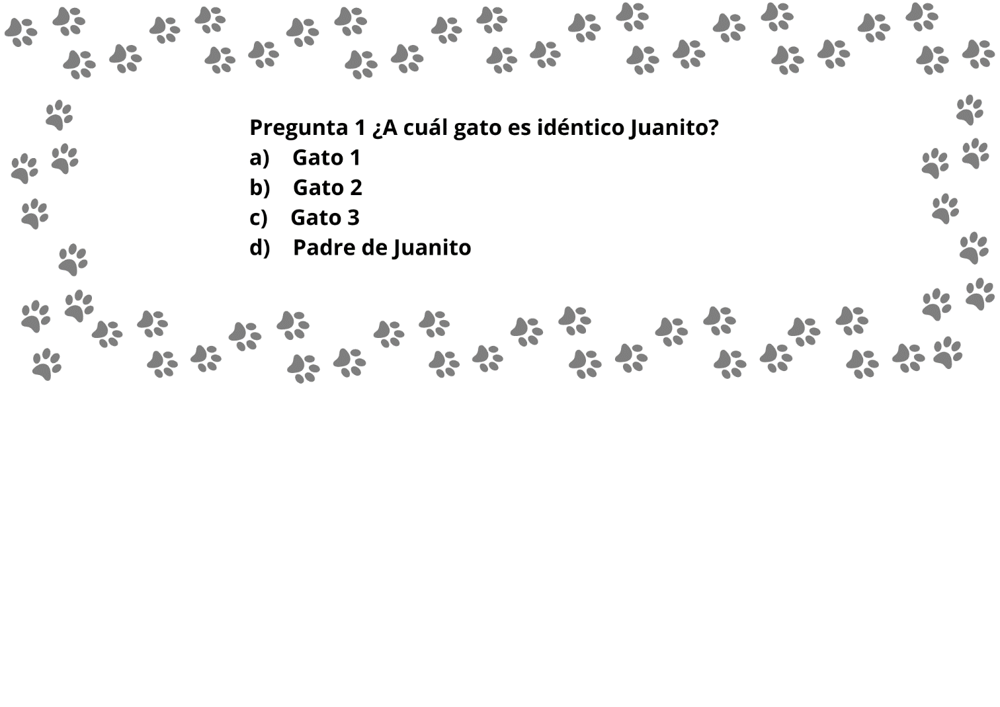 Pregunta 1 ¿A cuál gato es idéntico Juanito?
a) Gato 1
b) Gato 2
c) Gato 3
d) Padre de Juanito